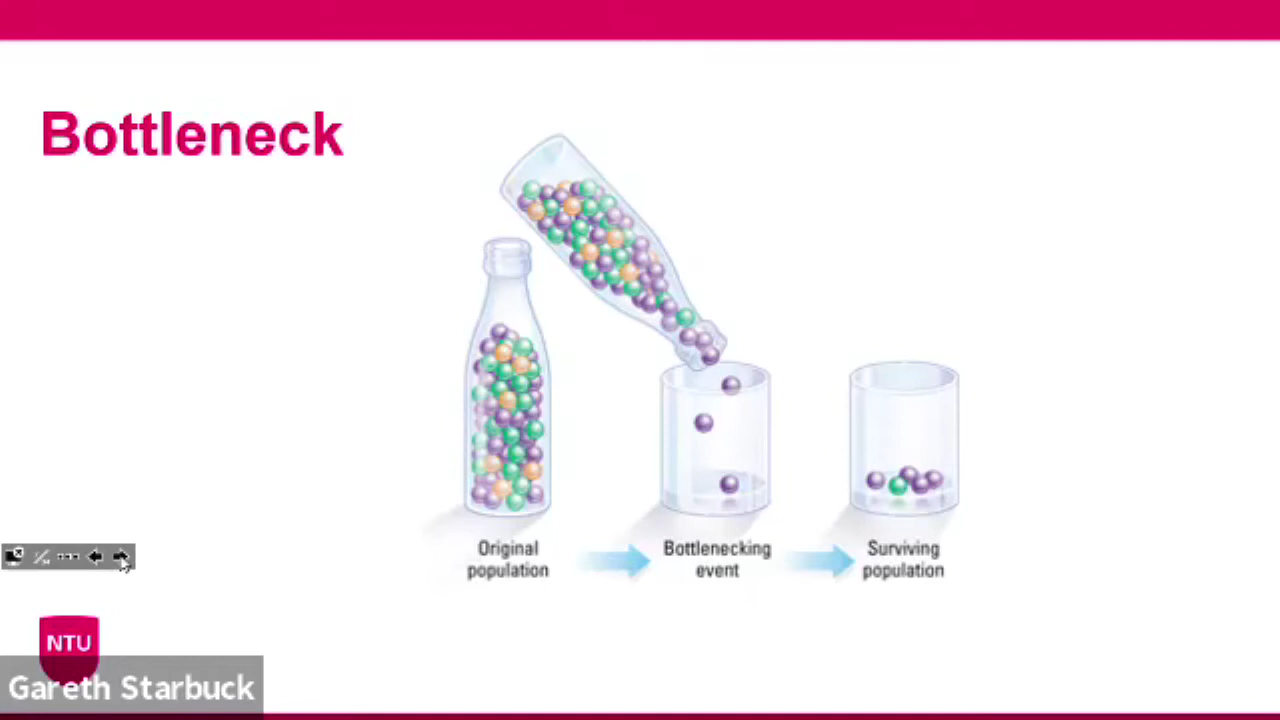 Bottleneck
Original
population
Bottlenecking
event
Surviving
population
NTU
Gareth Starbuck